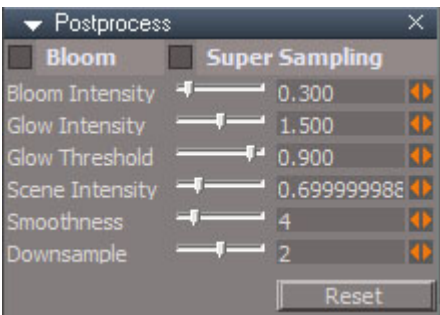 Postprocess
Bloom Super Sampling
Bloom Intensity 0.300
Glow Intensity 1.500
Glow Threshold 0.900
Scene Intensity 0.699999988
Smoothness 4
Downsample 2
Reset